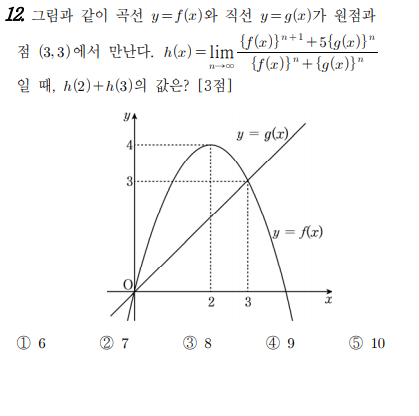 12. 그림과 같이 곡선 y=f(x)와 직선 y=g(x)가 원점과
점 (3,3)에서 만난다. h(x)=lim_{n→∞} \frac{{f(x)}^{n+1}+5{g(x)}^n}{{f(x)}^n+{g(x)}^n}
일 때, h(2)+h(3)의 값은? [3점]
y
y=g(x)
4
3
y=f(x)
O
2 3 x
① 6 ② 7 ③ 8 ④ 9 ⑤ 10